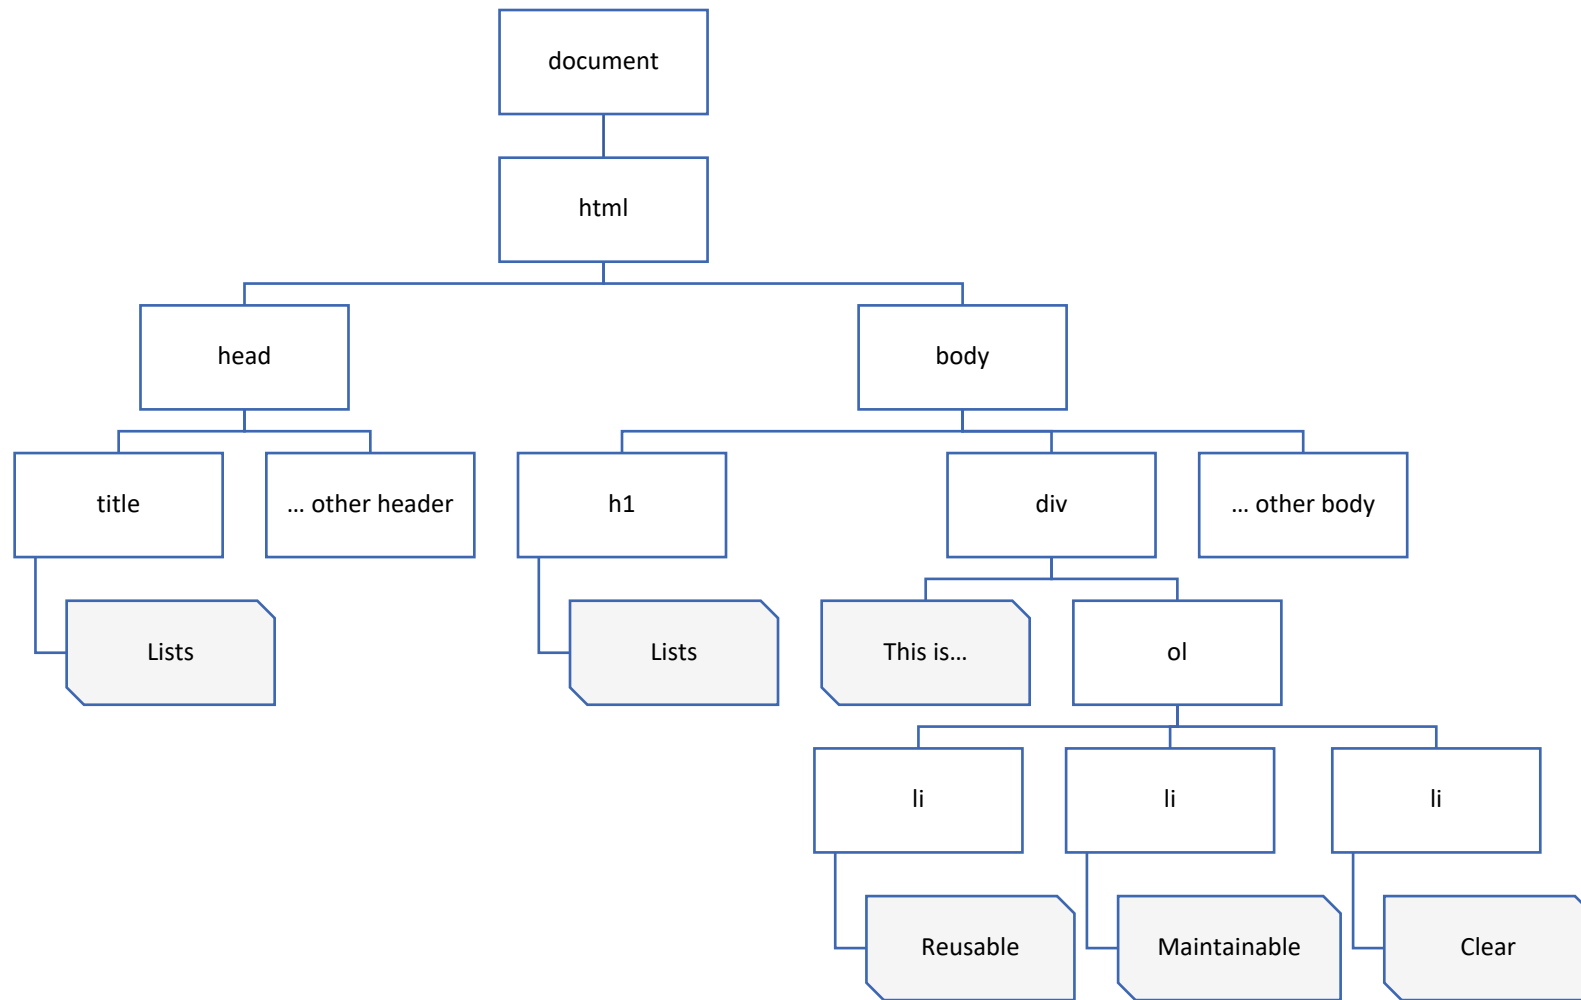 document
html
head
body
title
… other header
h1
div
… other body
Lists
Lists
This is…
ol
li
li
li
Reusable
Maintainable
Clear